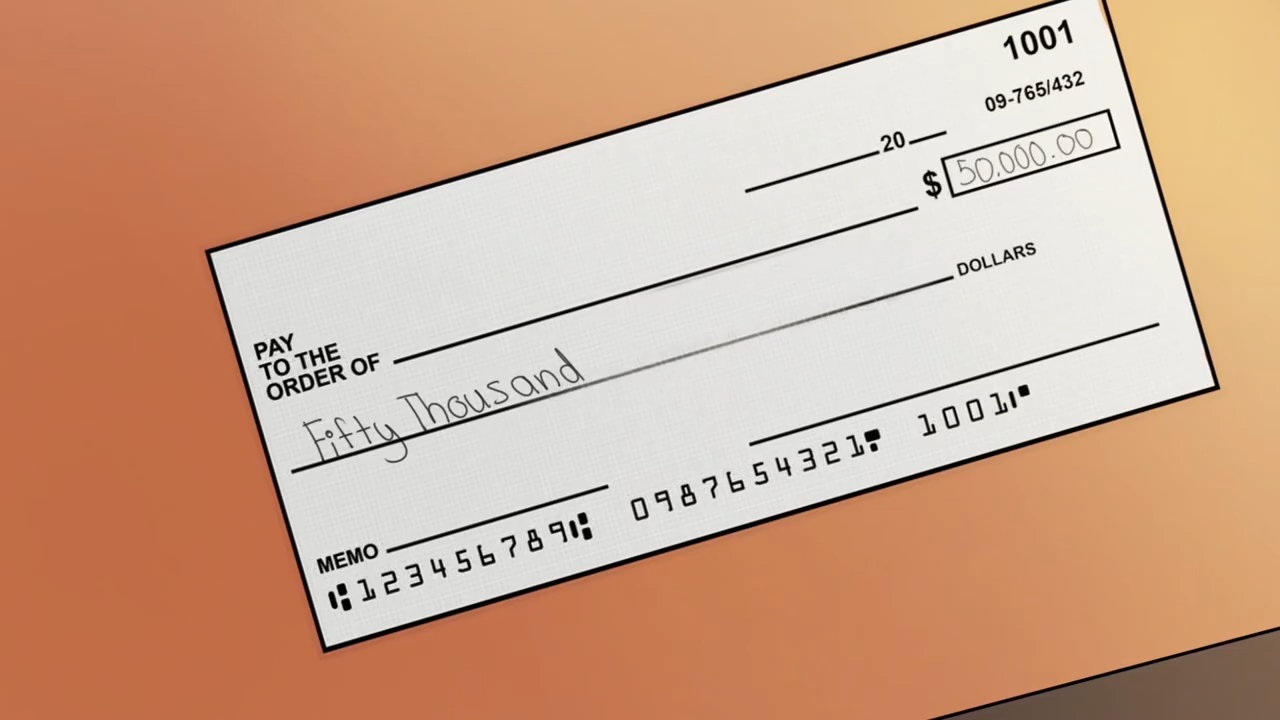 1001
09-765/432
20
$ 50,000.00
PAY
TO THE
ORDER OF
Fifty Thousand DOLLARS
MEMO
⑆123456789⑆ 0987654321⑈ 1001⑉